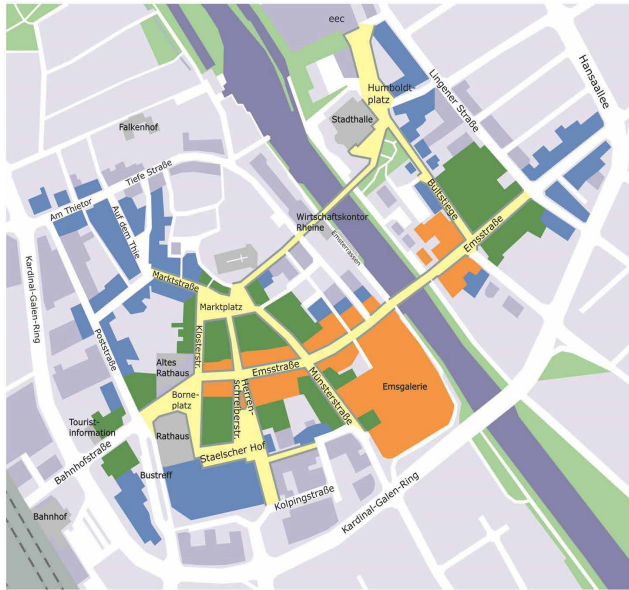 eec
Humboldt-
platz
Lingener Straße
Hansaallee
Stadthalle
Falkenhof
Tiefe Straße
Am Thietor
Auf dem Thie
Bültstiege
Wirtschaftskontor
Rheine
Emsterrassen
Emsstraße
Kardinal-Galen-Ring
Marktstraße
Marktplatz
Klosterstr.
Poststraße
Altes
Rathaus
Emsstraße
Herren-
schreiberstr.
Münsterstraße
Emsgalerie
Borne-
platz
Tourist-
information
Rathaus
Staelscher Hof
Bahnhofstraße
Bustreff
Kolpingstraße
Kardinal-Galen-Ring
Bahnhof